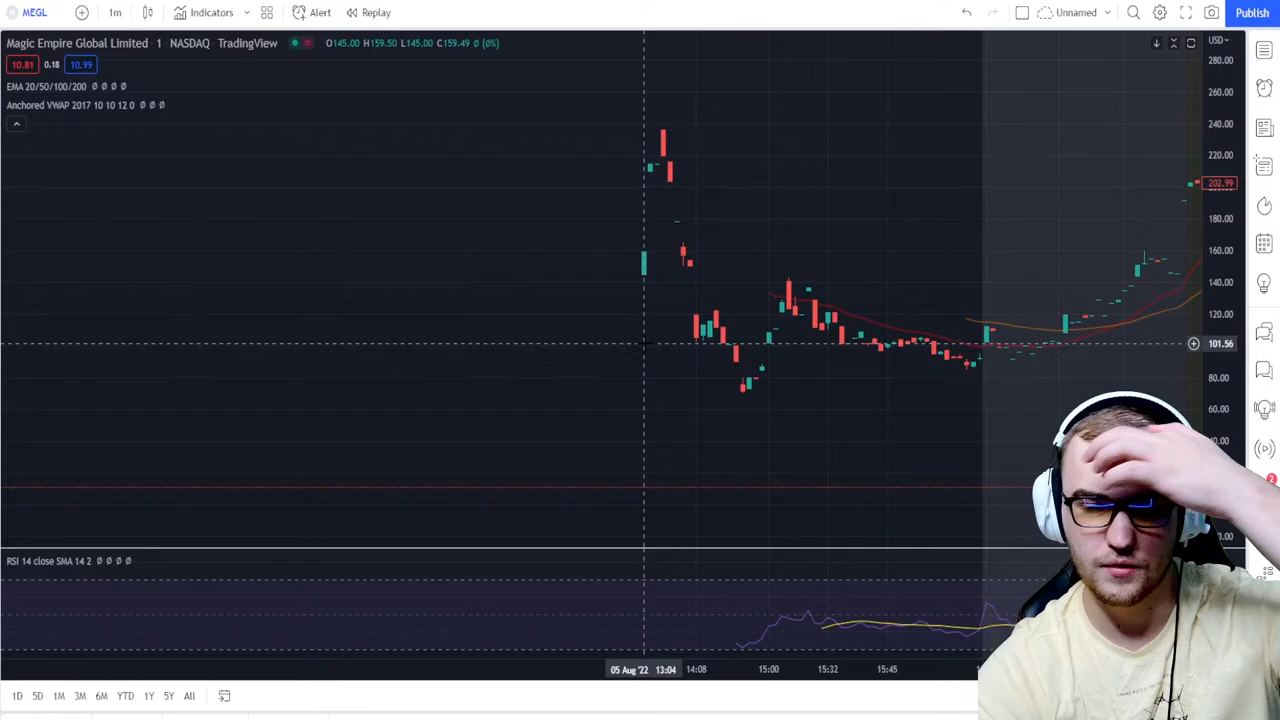 MEGL
1m
Indicators
Alert
Replay
Unnamed
Publish
Magic Empire Global Limited · 1 · NASDAQ · TradingView
O145.00 H159.50 L145.00 C159.49 Ø (0%)
USD
10.81 0.18 10.99
EMA 20/50/100/200 Ø Ø Ø Ø
Anchored VWAP 2017 10 10 12 0 Ø Ø Ø
280.00
260.00
240.00
220.00
202.99
180.00
160.00
140.00
120.00
101.56
80.00
60.00
RSI 14 close SMA 14 2 Ø Ø Ø Ø
2
05 Aug '22 13:04
14:08
15:00
15:32
15:45
1D 5D 1M 3M 6M YTD 1Y 5Y All